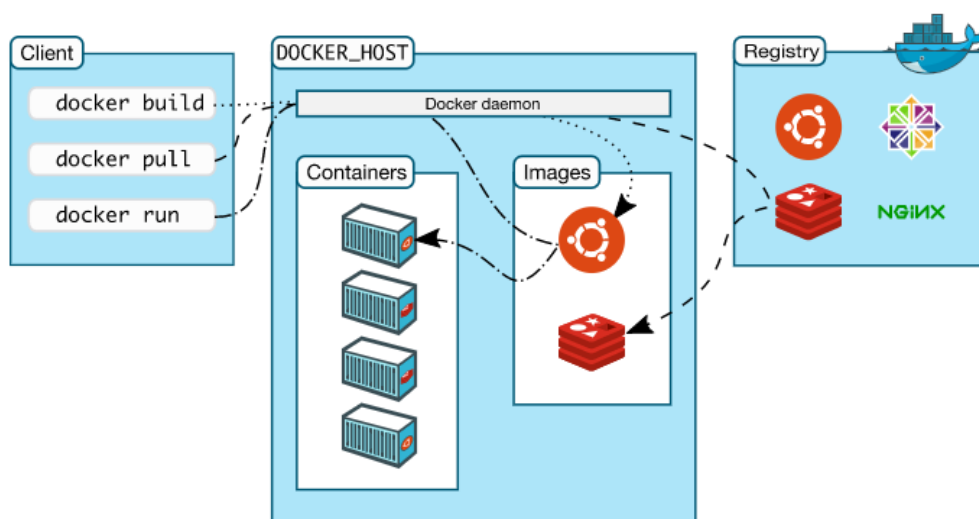 Client
docker build
docker pull
docker run
DOCKER_HOST
Docker daemon
Containers
Images
Registry
NGINX